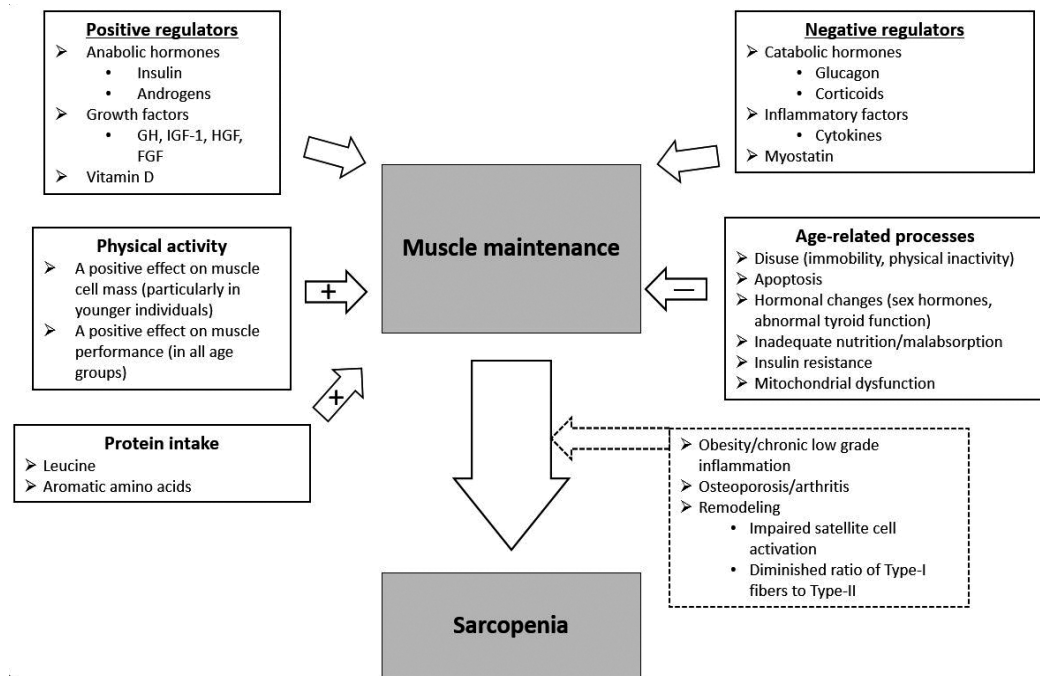 Positive regulators
➤ Anabolic hormones
• Insulin
• Androgens
➤ Growth factors
• GH, IGF-1, HGF,
FGF
➤ Vitamin D
Negative regulators
➤ Catabolic hormones
• Glucagon
• Corticoids
➤ Inflammatory factors
• Cytokines
➤ Myostatin
Muscle maintenance
Physical activity
➤ A positive effect on muscle
cell mass (particularly in
younger individuals)
➤ A positive effect on muscle
performance (in all age
groups)
+
Age-related processes
➤ Disuse (immobility, physical inactivity)
➤ Apoptosis
➤ Hormonal changes (sex hormones,
abnormal tyroid function)
➤ Inadequate nutrition/malabsorption
➤ Insulin resistance
➤ Mitochondrial dysfunction
−
Protein intake
➤ Leucine
➤ Aromatic amino acids
+
➤ Obesity/chronic low grade
inflammation
➤ Osteoporosis/arthritis
➤ Remodeling
• Impaired satellite cell
activation
• Diminished ratio of Type-I
fibers to Type-II
Sarcopenia